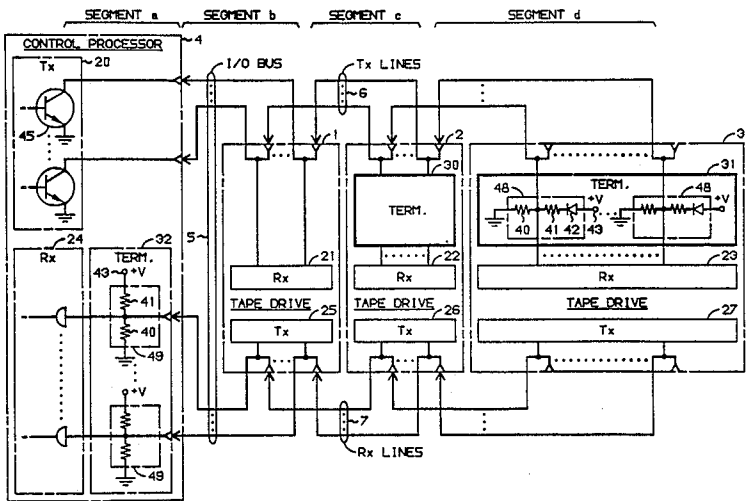 SEGMENT a SEGMENT b SEGMENT c SEGMENT d
CONTROL PROCESSOR 4
Tx 20
I/O BUS Tx LINES
6
45
1 2 3
30 31
48 TERM. 48
+V +V
TERM.
40 41 42 43
5
Rx 24 TERM. 32
21 22 23
Rx Rx Rx
43 +V
41
TAPE DRIVE 25 TAPE DRIVE 26 TAPE DRIVE 27
40
Tx Tx Tx
49
+V
7
Rx LINES
49